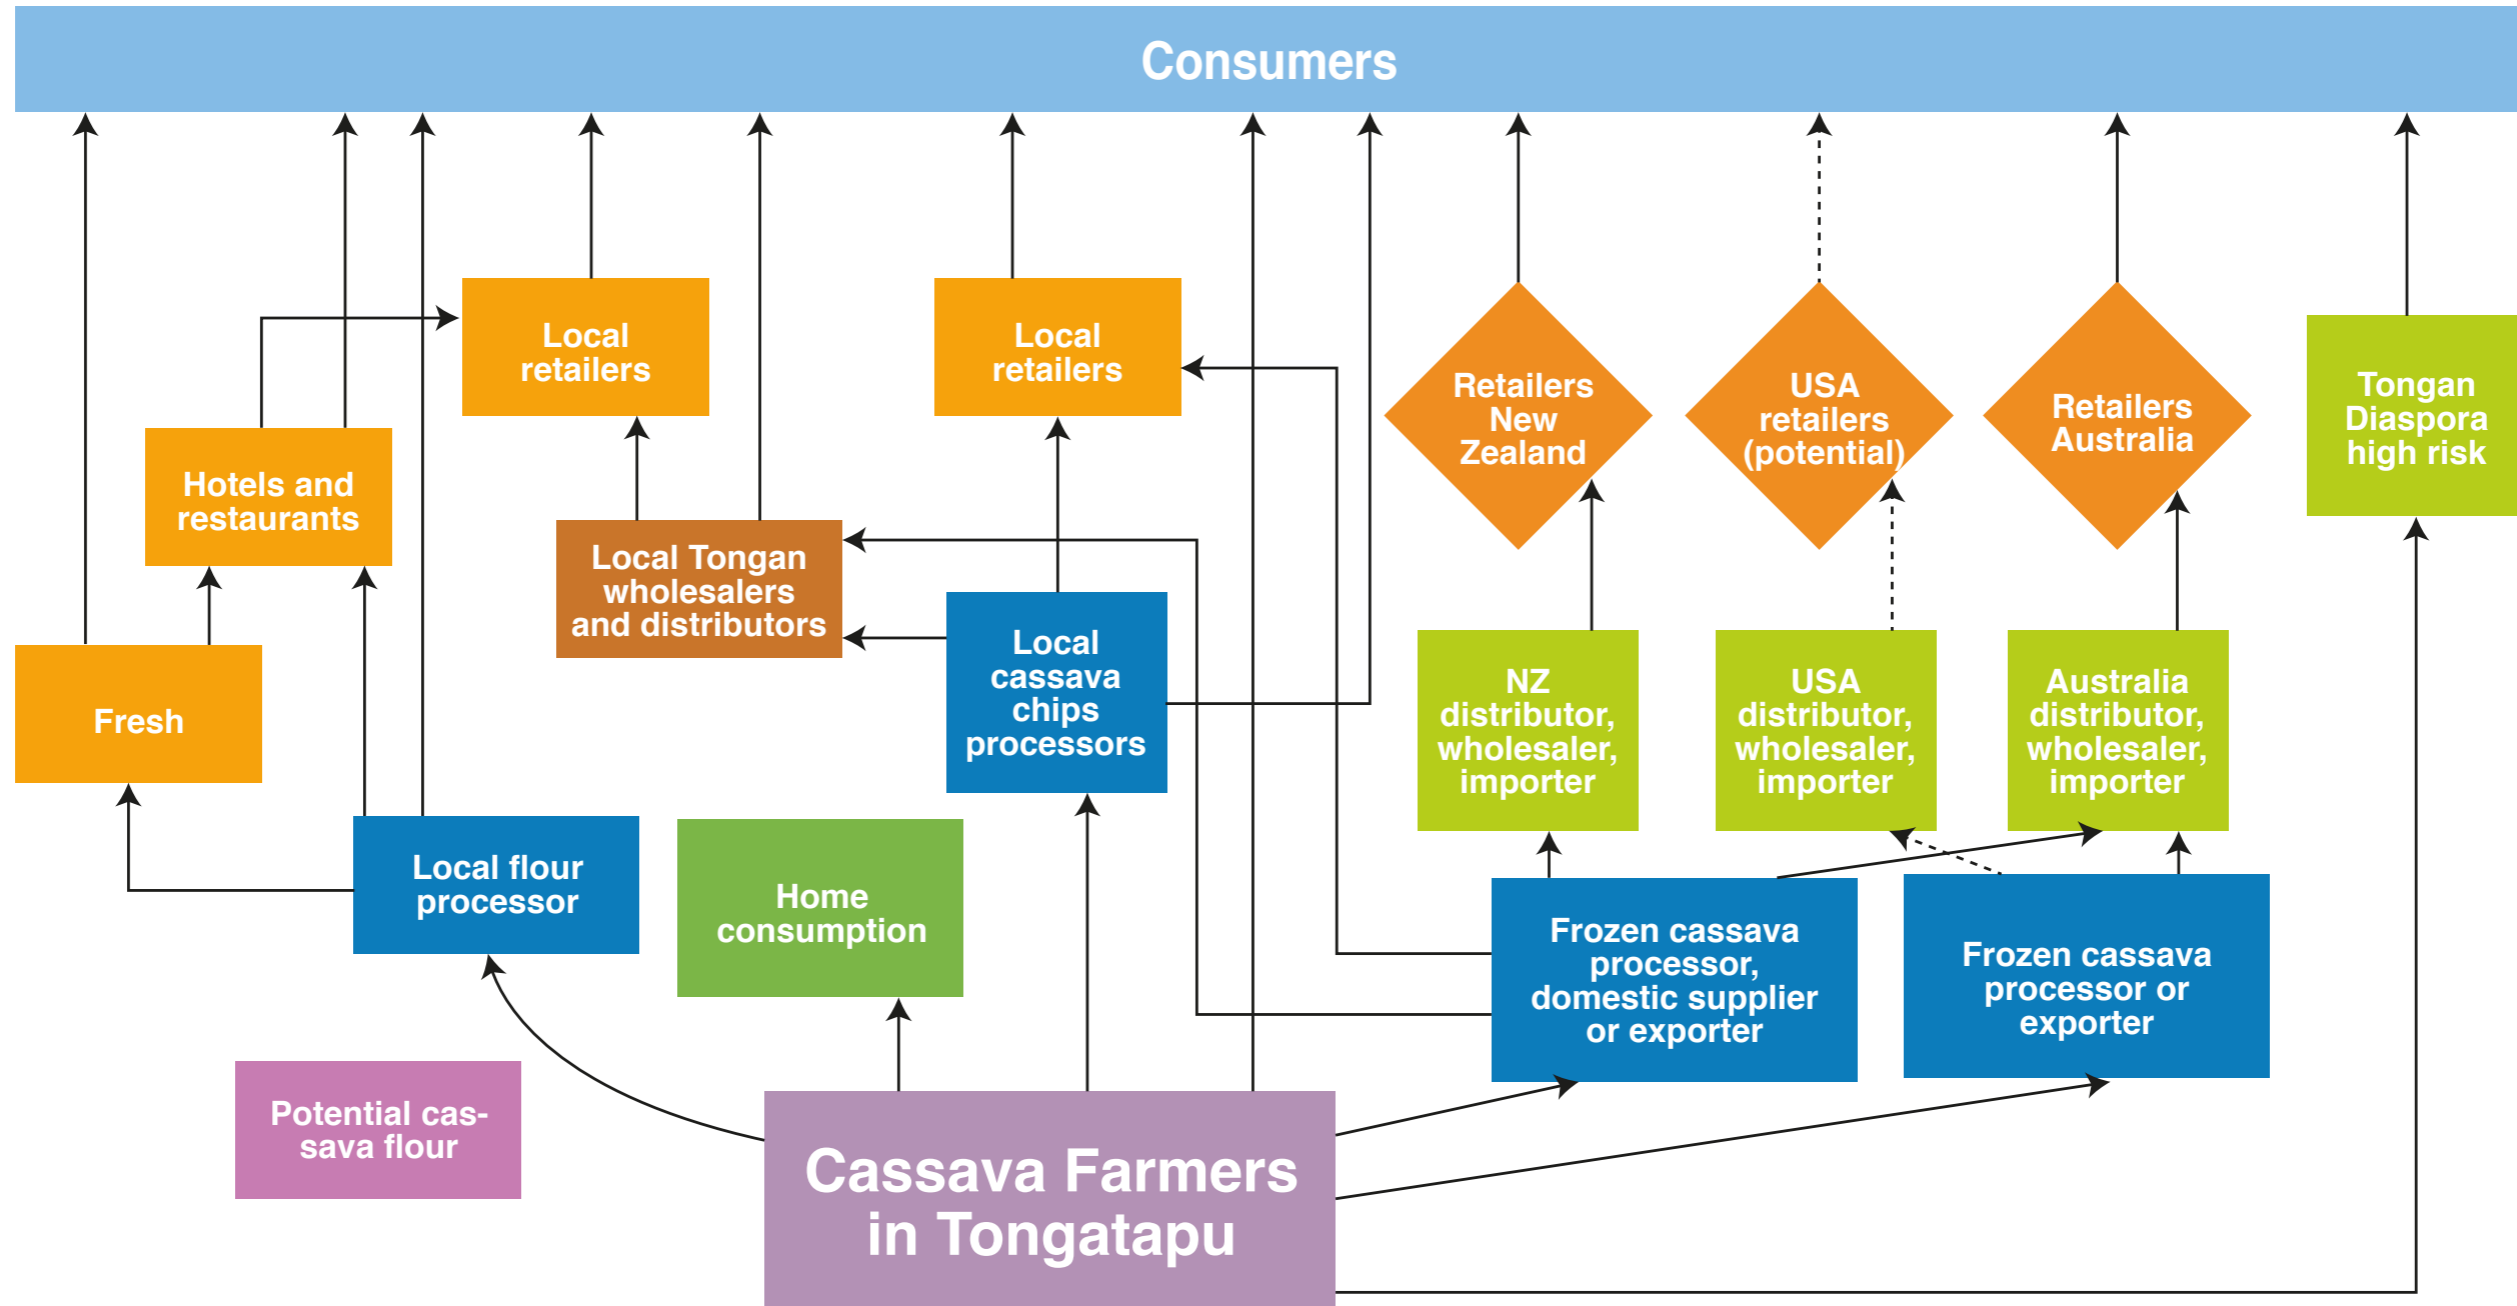 Consumers
Local
retailers
Local
retailers
Retailers
New
Zealand
USA
retailers
(potential)
Retailers
Australia
Tongan
Diaspora
high risk
Hotels and
restaurants
Local Tongan
wholesalers
and distributors
Fresh
Local
cassava
chips
processors
NZ
distributor,
wholesaler,
importer
USA
distributor,
wholesaler,
importer
Australia
distributor,
wholesaler,
importer
Local flour
processor
Home
consumption
Frozen cassava
processor,
domestic supplier
or exporter
Frozen cassava
processor or
exporter
Potential cas-
sava flour
Cassava Farmers
in Tongatapu